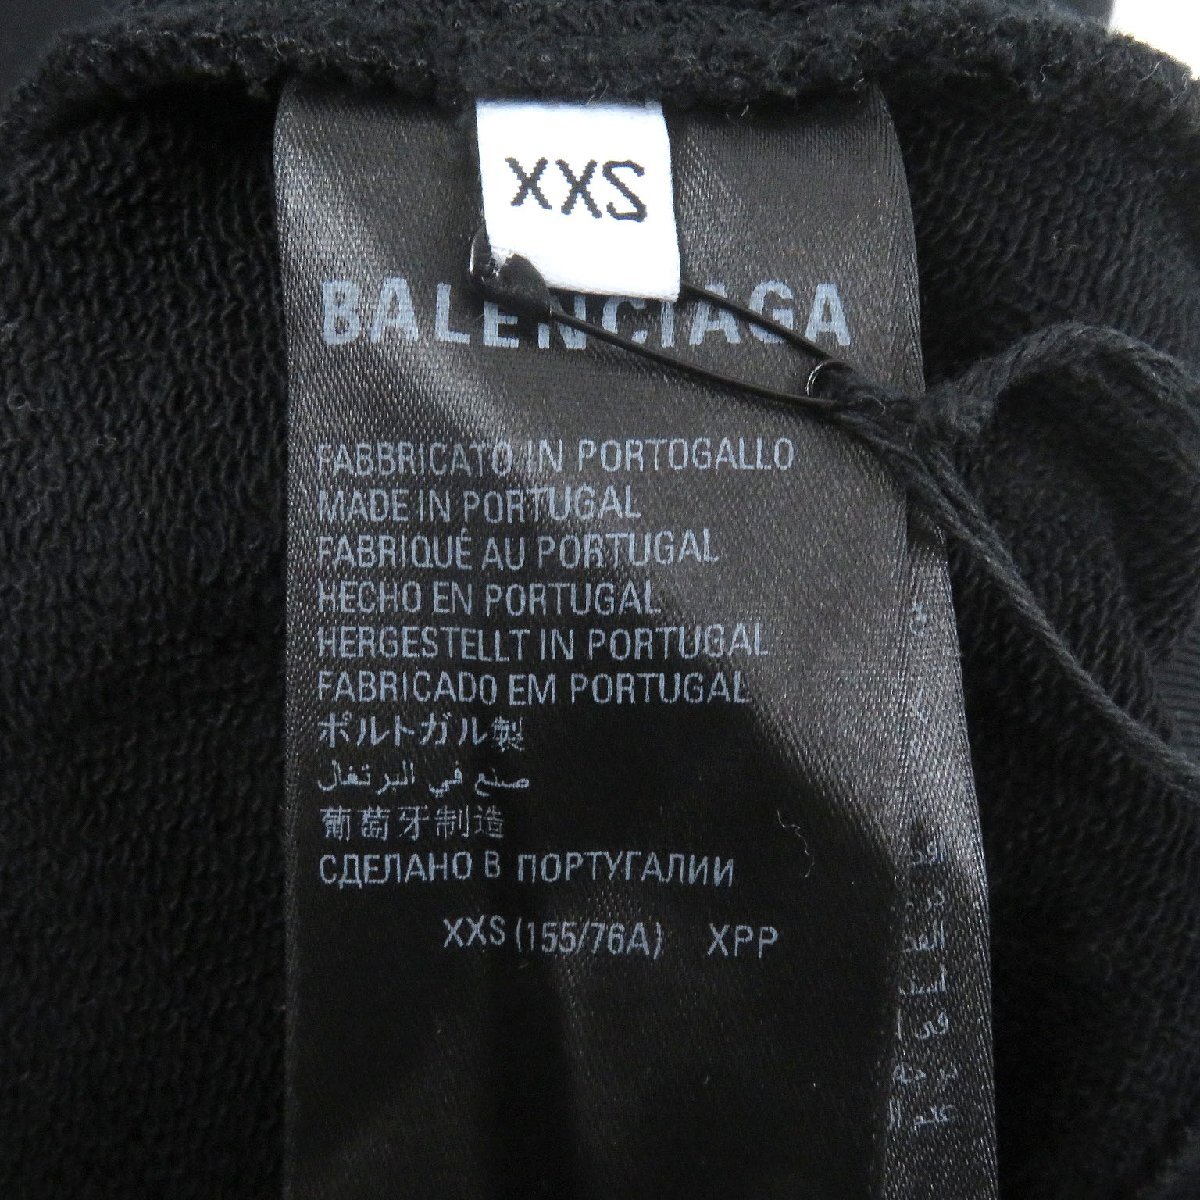 XXS
BALENCIAGA
FABBRICATO IN PORTOGALLO
MADE IN PORTUGAL
FABRIQUÉ AU PORTUGAL
HECHO EN PORTUGAL
HERGESTELLT IN PORTUGAL
FABRICADO EM PORTUGAL
ポルトガル製
صنع في البرتغال
葡萄牙制造
СДЕЛАНО В ПОРТУГАЛИИ
XXS (155/76A) XPP